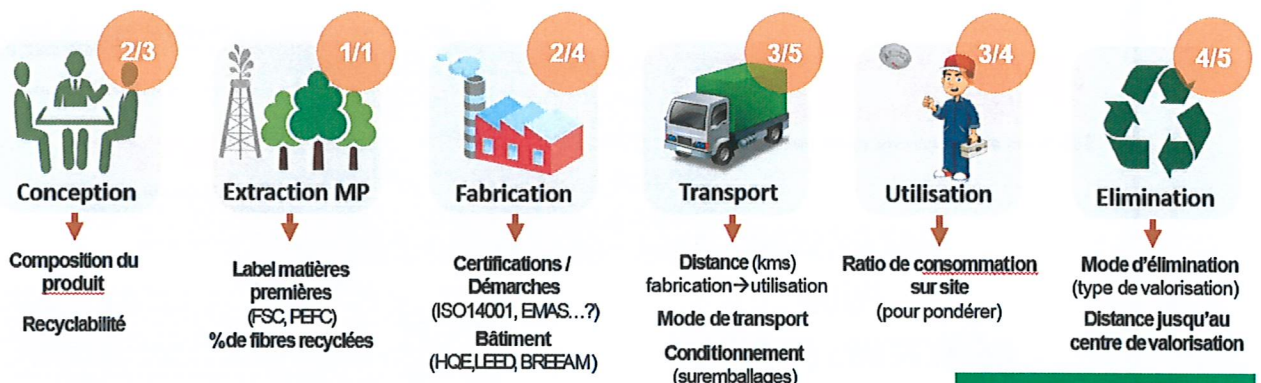 2/3
1/1
2/4
3/5
3/4
4/5
Conception
Extraction MP
Fabrication
Transport
Utilisation
Elimination
Composition du
produit
Recyclabilité
Label matières
premières
(FSC, PEFC)
% de fibres recyclées
Certifications /
Démarches
(ISO14001, EMAS…?)
Bâtiment
(HQE,LEED, BREEAM)
Distance (kms)
fabrication→utilisation
Mode de transport
Conditionnement
(suremballages)
Ratio de consommation
sur site
(pour pondérer)
Mode d'élimination
(type de valorisation)
Distance jusqu'au
centre de valorisation